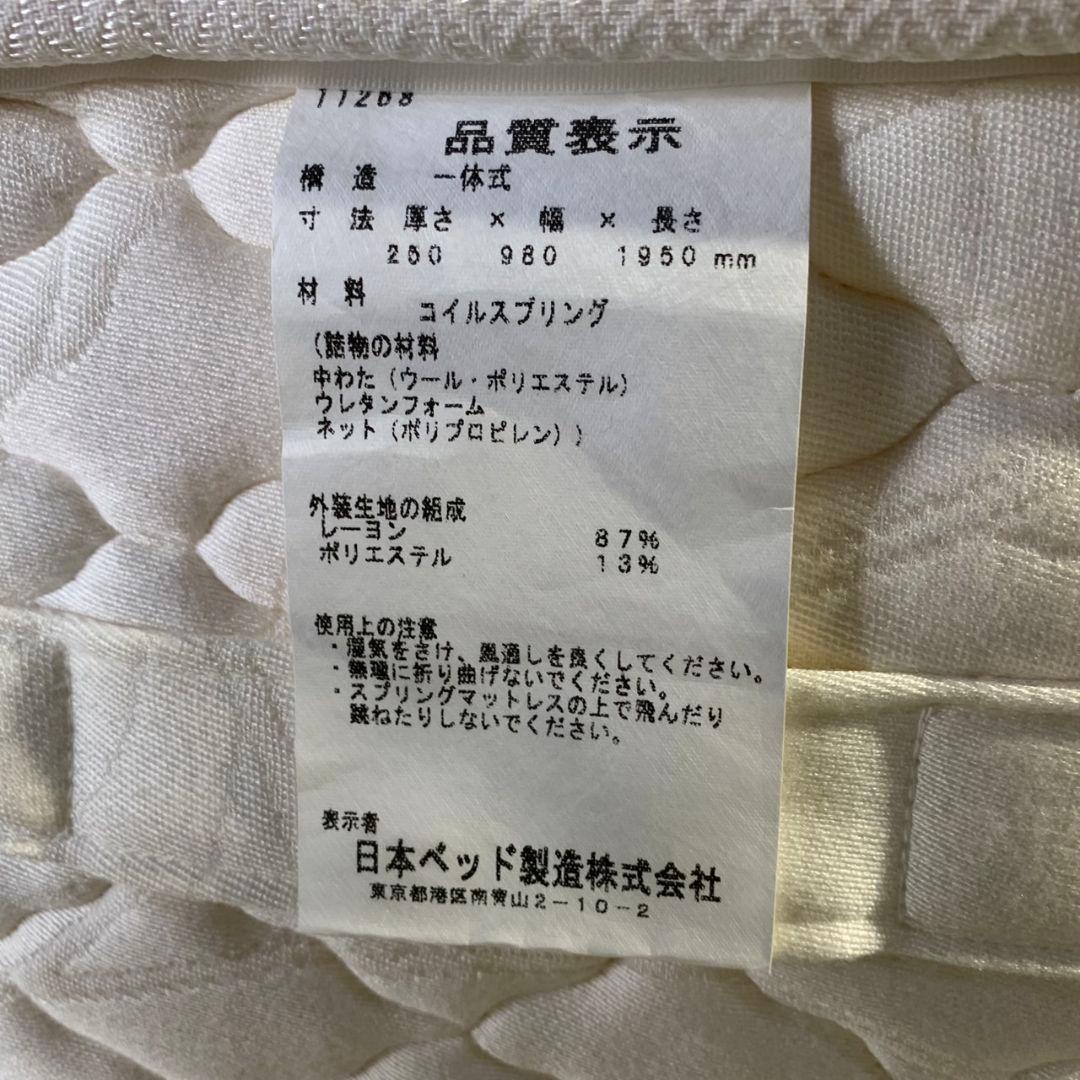 11268
品質表示
構 造 一体式
寸 法 厚さ × 幅 × 長さ
250 980 1950 mm
材 料 コイルスプリング
(詰物の材料
中わた(ウール・ポリエステル)
ウレタンフォーム
ネット(ポリプロピレン))
外装生地の組成
レーヨン 87%
ポリエステル 13%
使用上の注意
・湿気をさけ、風通しを良くしてください。
・無理に折り曲げないでください。
・スプリングマットレスの上で飛んだり
跳ねたりしないでください。
表示者
日本ベッド製造株式会社
東京都港区南青山2-10-2